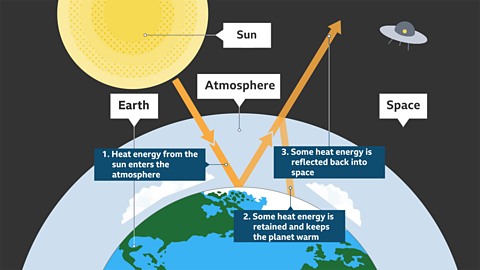 Sun
Atmosphere
Earth
Space
1. Heat energy from the
sun enters the
atmosphere
3. Some heat energy is
reflected back into
space
2. Some heat energy is
retained and keeps
the planet warm